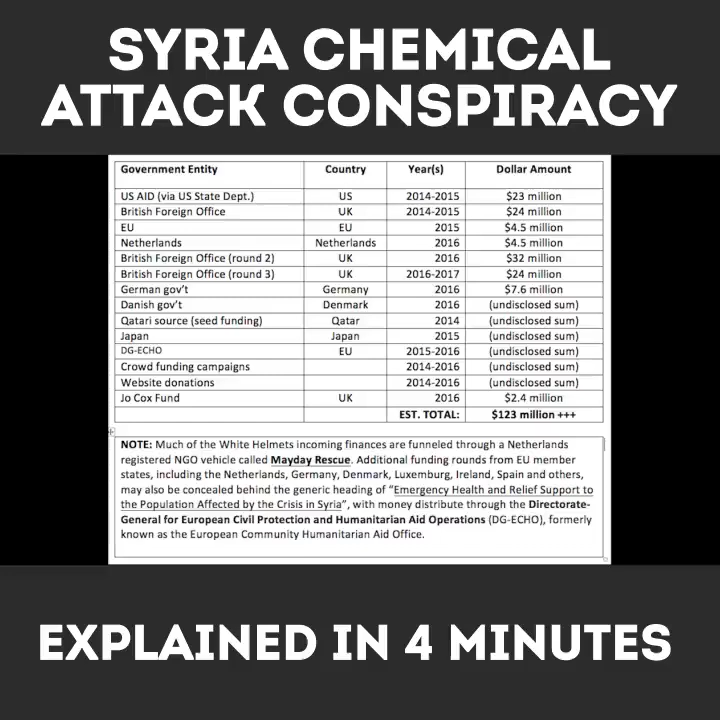 SYRIA CHEMICAL
ATTACK CONSPIRACY
Government Entity Country Year(s) Dollar Amount
US AID (via US State Dept.) US 2014-2015 $23 million
British Foreign Office UK 2014-2015 $24 million
EU EU 2015 $4.5 million
Netherlands Netherlands 2016 $4.5 million
British Foreign Office (round 2) UK 2016 $32 million
British Foreign Office (round 3) UK 2016-2017 $24 million
German gov't Germany 2016 $7.6 million
Danish gov't Denmark 2016 (undisclosed sum)
Qatari source (seed funding) Qatar 2014 (undisclosed sum)
Japan Japan 2015 (undisclosed sum)
DG-ECHO EU 2015-2016 (undisclosed sum)
Crowd funding campaigns 2014-2016 (undisclosed sum)
Website donations 2014-2016 (undisclosed sum)
Jo Cox Fund UK 2016 $2.4 million
EST. TOTAL: $123 million +++
NOTE: Much of the White Helmets incoming finances are funneled through a Netherlands
registered NGO vehicle called Mayday Rescue. Additional funding rounds from EU member
states, including the Netherlands, Germany, Denmark, Luxemburg, Ireland, Spain and others,
may also be concealed behind the generic heading of "Emergency Health and Relief Support to
the Population Affected by the Crisis in Syria", with money distribute through the Directorate-
General for European Civil Protection and Humanitarian Aid Operations (DG-ECHO), formerly
known as the European Community Humanitarian Aid Office.
EXPLAINED IN 4 MINUTES